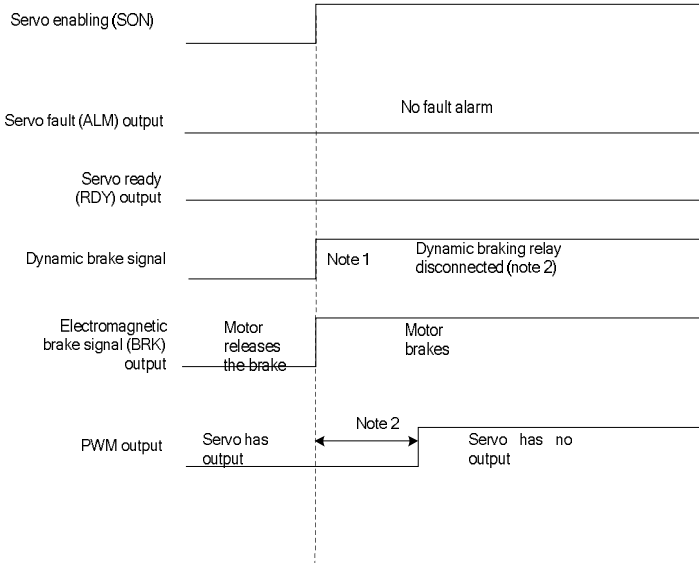 Servo enabling (SON)
No fault alarm
Servo fault (ALM) output
Servo ready
(RDY) output
Dynamic brake signal
Note 1
Dynamic braking relay
disconnected (note 2)
Electromagnetic
brake signal (BRK)
output
Motor
releases
the brake
Motor
brakes
PWM output
Servo has
output
Note 2
Servo has no
output